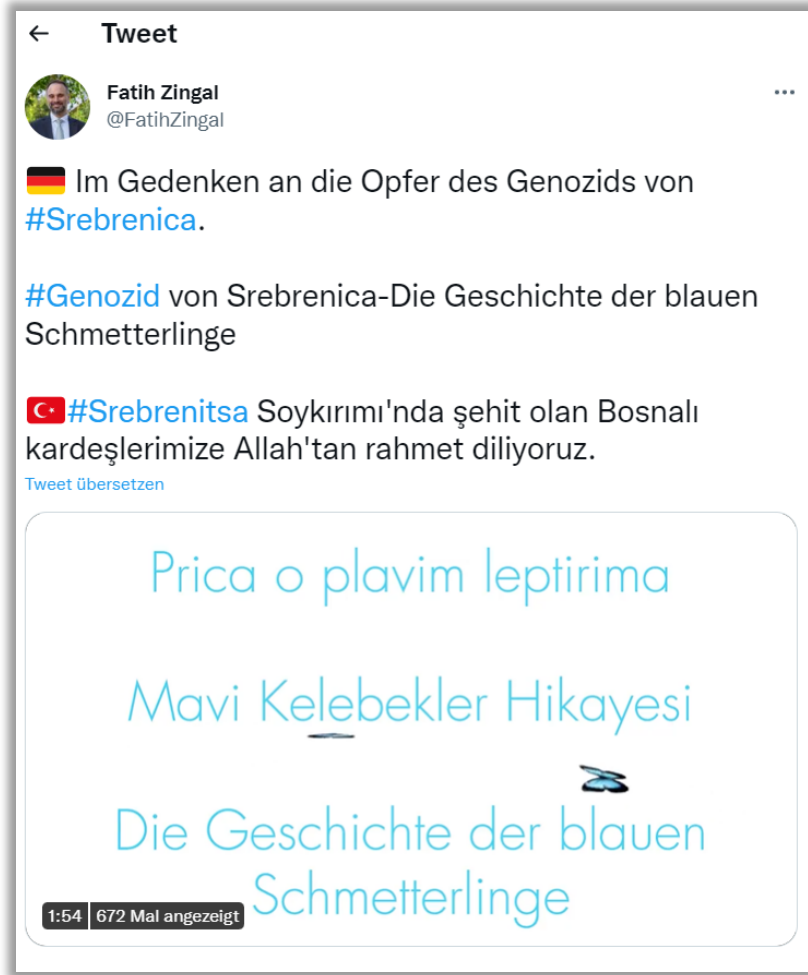 Tweet
Fatih Zingal
@FatihZingal
Im Gedenken an die Opfer des Genozids von
#Srebrenica.
#Genozid von Srebrenica-Die Geschichte der blauen
Schmetterlinge
#Srebrenitsa Soykırımı'nda şehit olan Bosnalı
kardeşlerimize Allah'tan rahmet diliyoruz.
Tweet übersetzen
Prica o plavim leptirima
Mavi Kelebekler Hikayesi
Die Geschichte der blauen
Schmetterlinge
1:54 672 Mal angezeigt